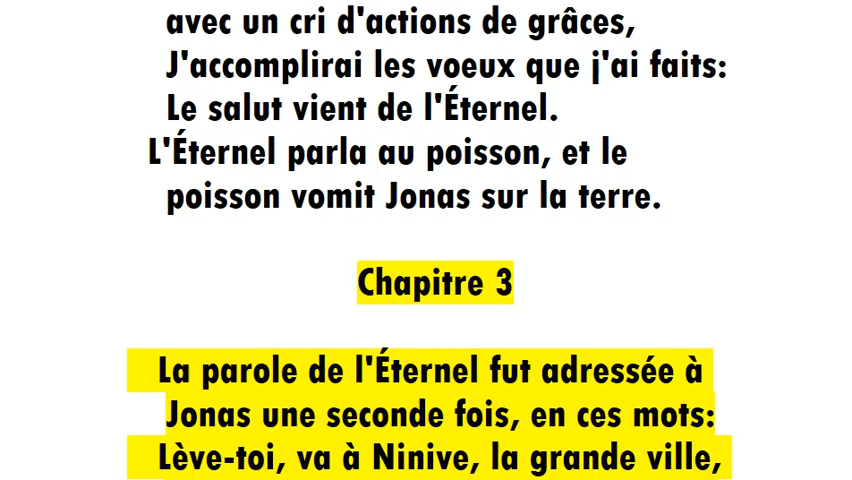 avec un cri d'actions de grâces,
J'accomplirai les voeux que j'ai faits:
Le salut vient de l'Éternel.
L'Éternel parla au poisson, et le
poisson vomit Jonas sur la terre.
Chapitre 3
La parole de l'Éternel fut adressée à
Jonas une seconde fois, en ces mots:
Lève-toi, va à Ninive, la grande ville,